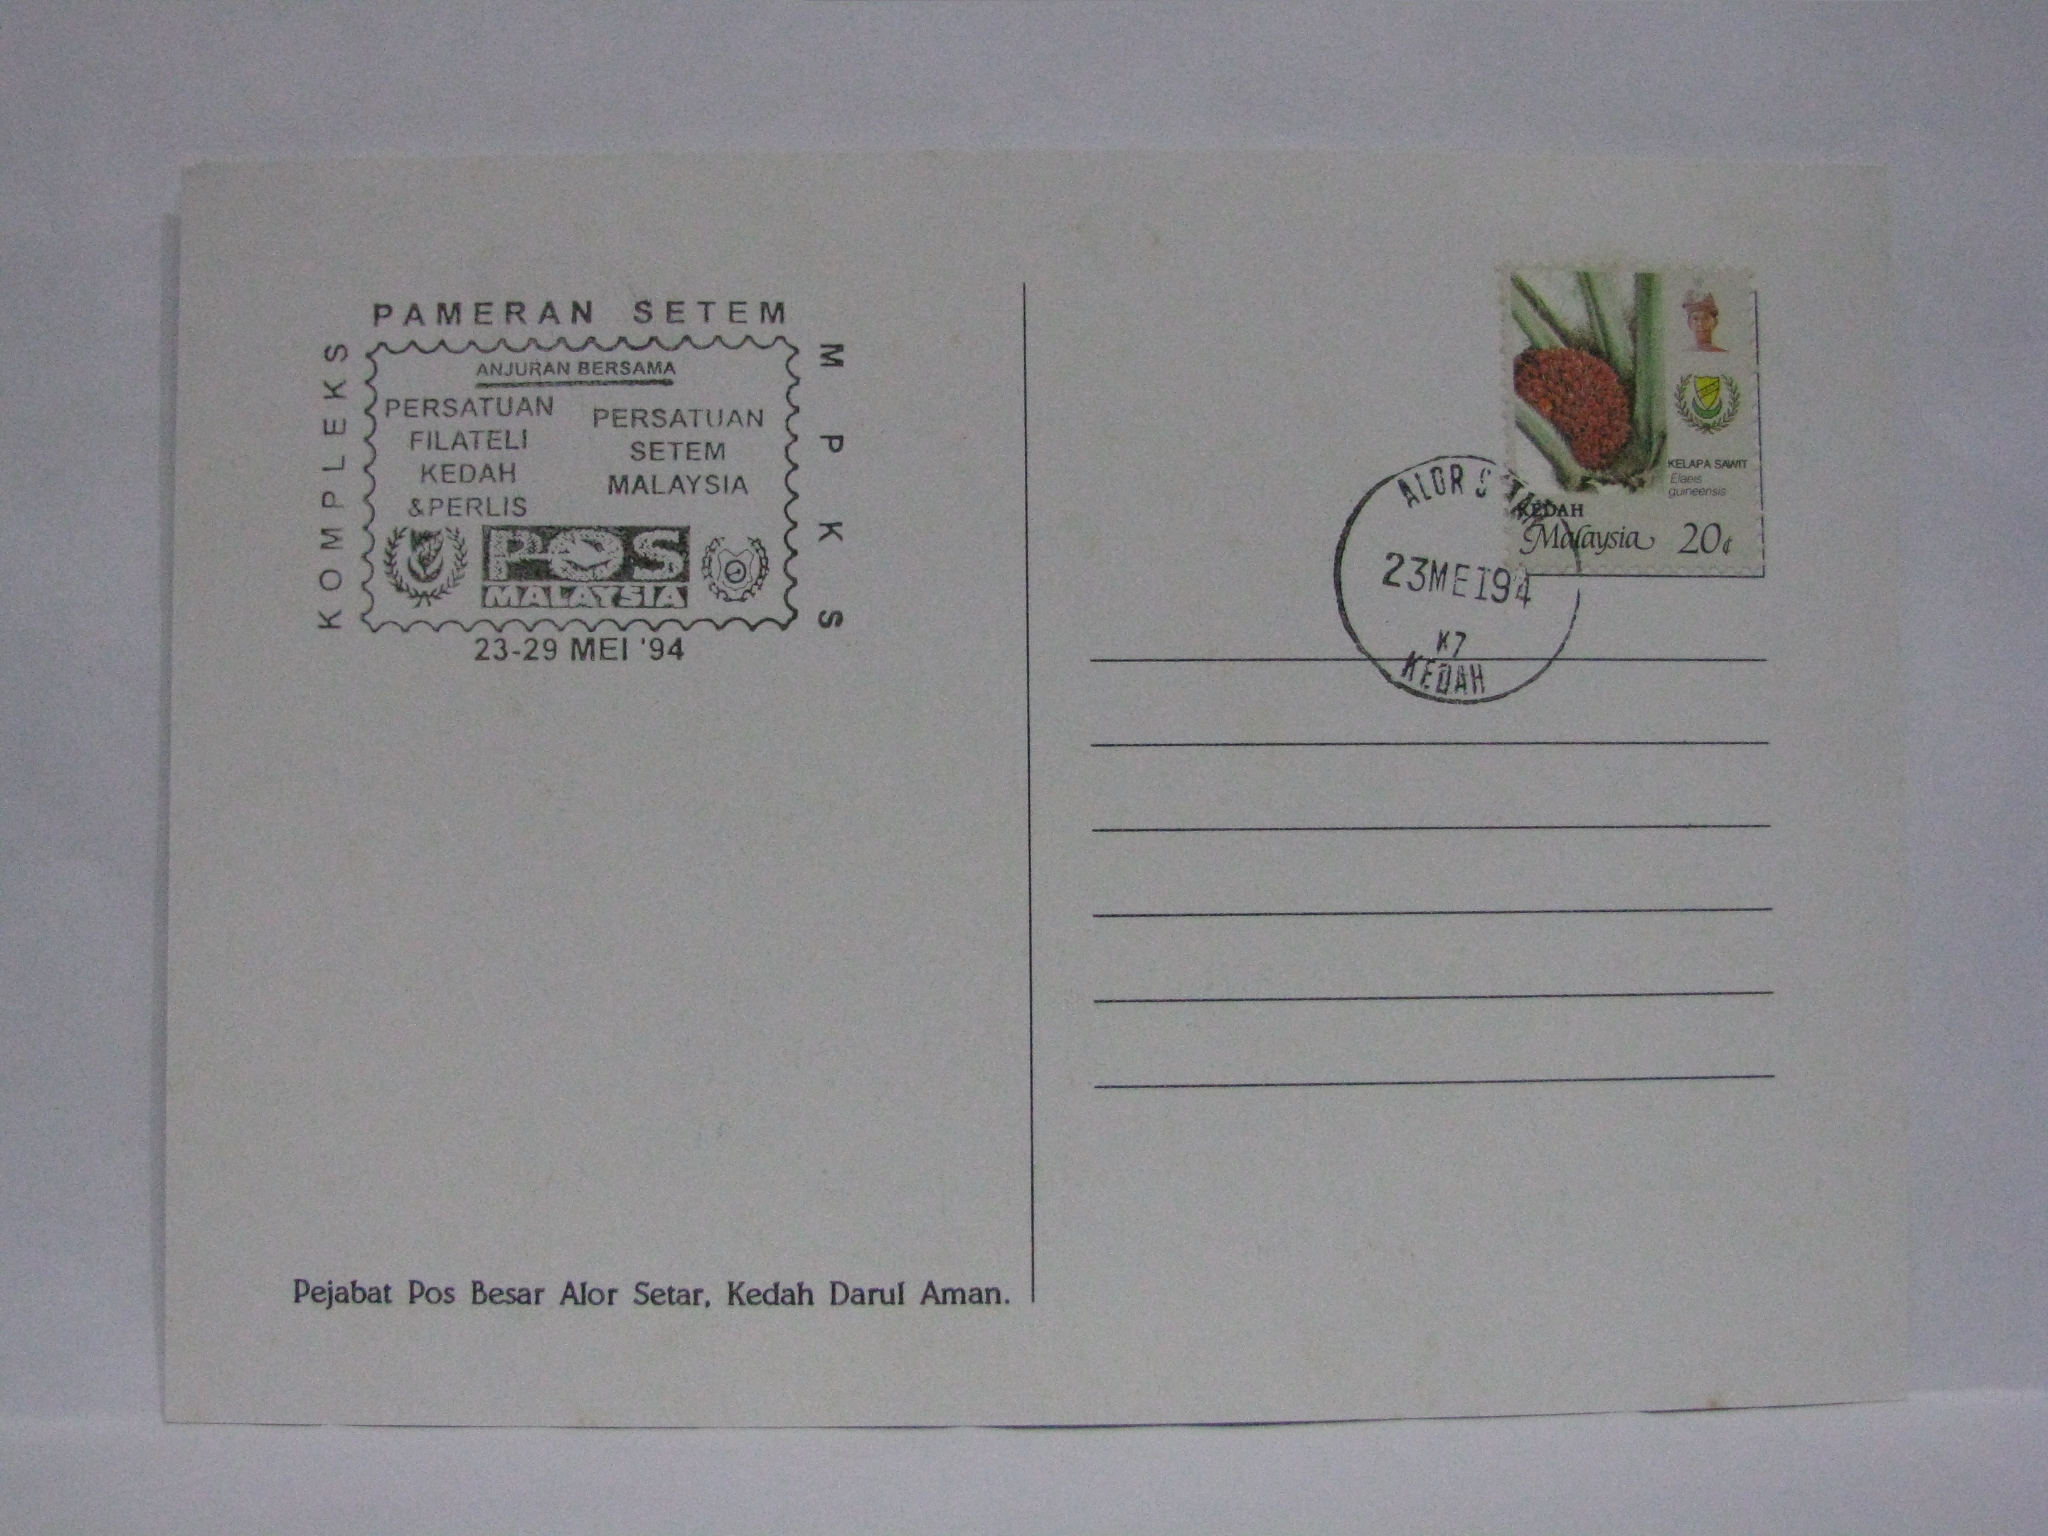 PAMERAN SETEM
KOMPLEKS
MPKS
ANJURAN BERSAMA
PERSATUAN
FILATELI
KEDAH
&PERLIS
PERSATUAN
SETEM
MALAYSIA
POS
MALAYSIA
23-29 MEI '94
Pejabat Pos Besar Alor Setar, Kedah Darul Aman.
KELAPA SAWIT
Elaeis
guineensis
KEDAH
Malaysia 20¢
ALOR
23MEI94
K7
KEDAH